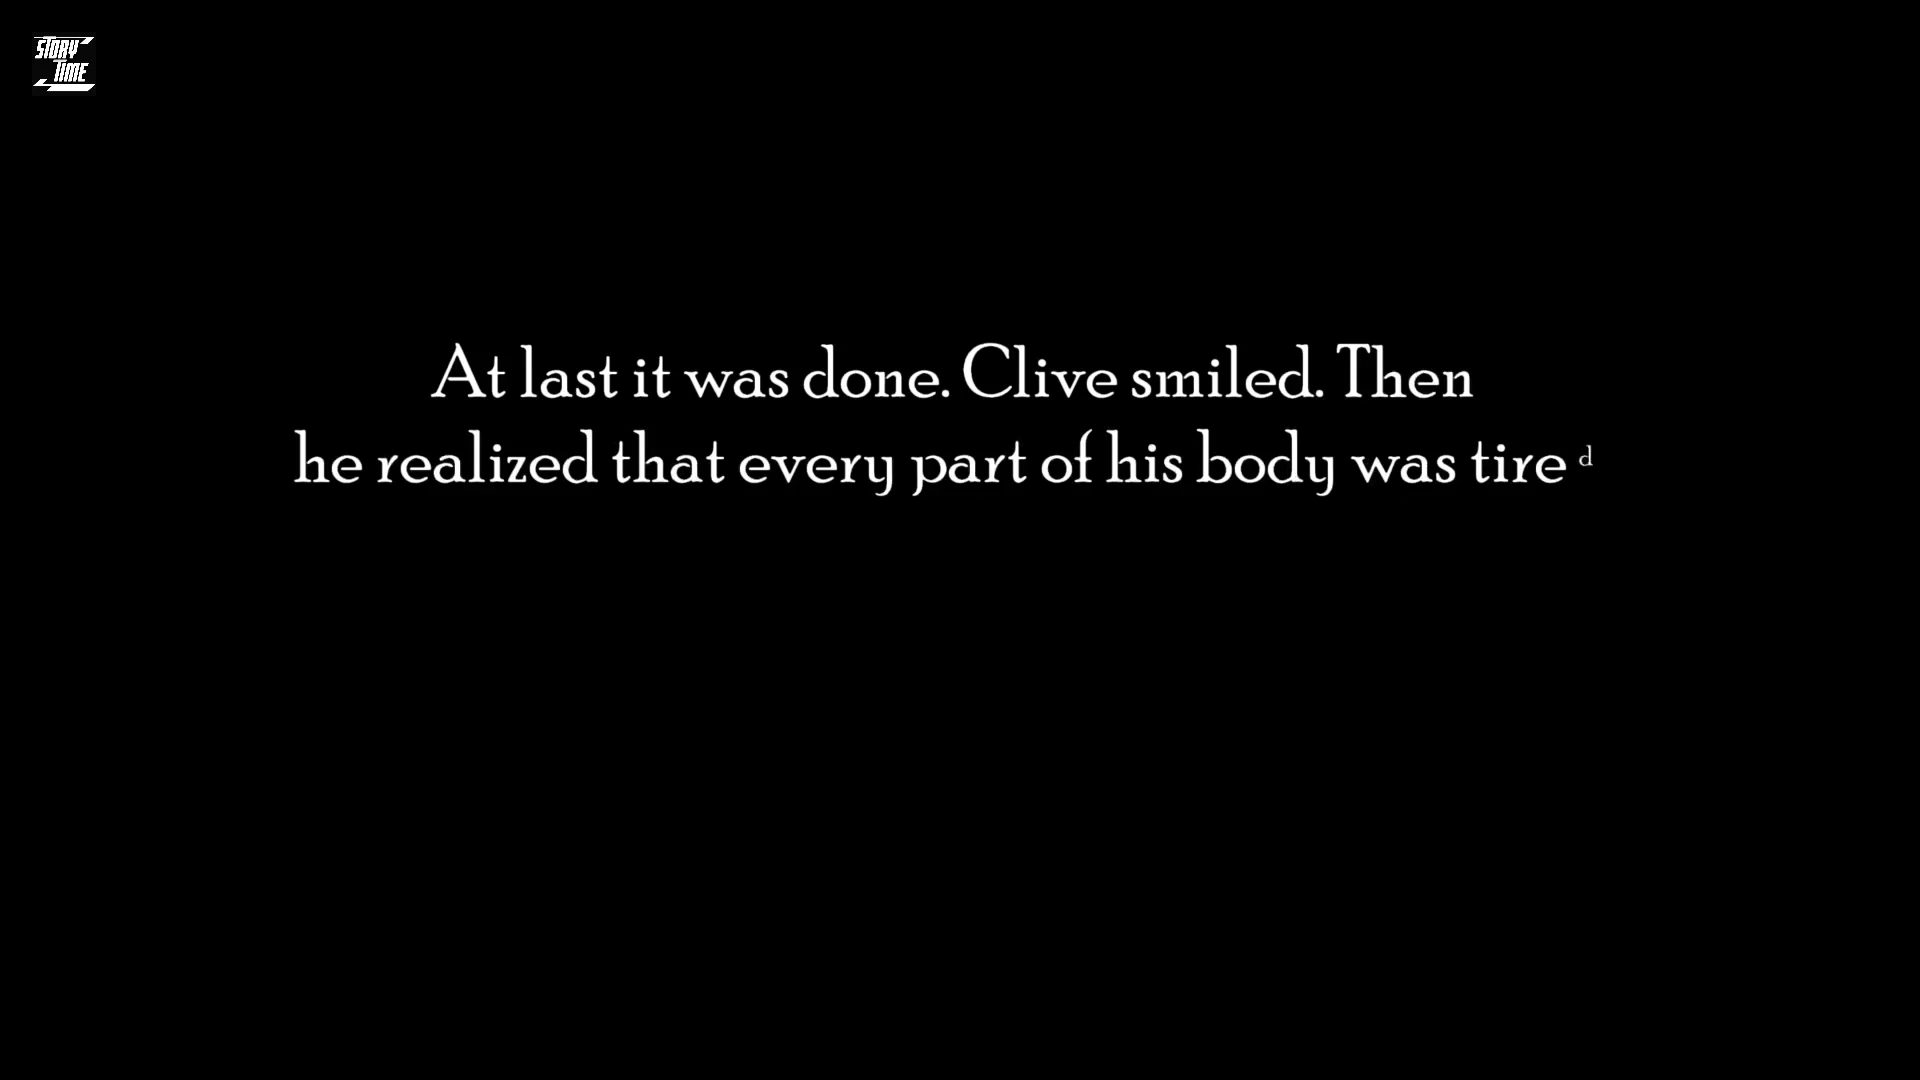 STORY
TIME
At last it was done. Clive smiled. Then
he realized that every part of his body was tired